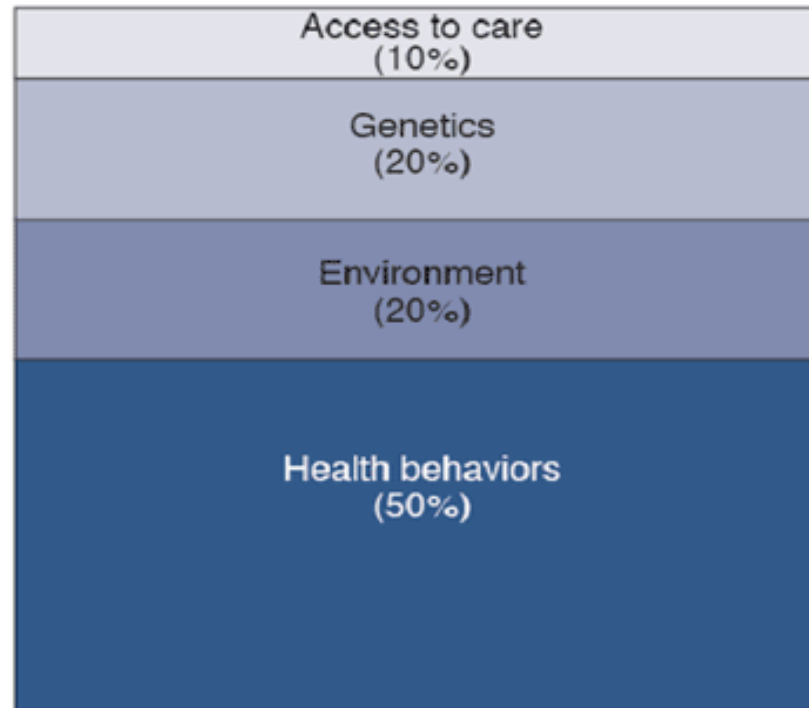 Access to care
(10%)
Genetics
(20%)
Environment
(20%)
Health behaviors
(50%)